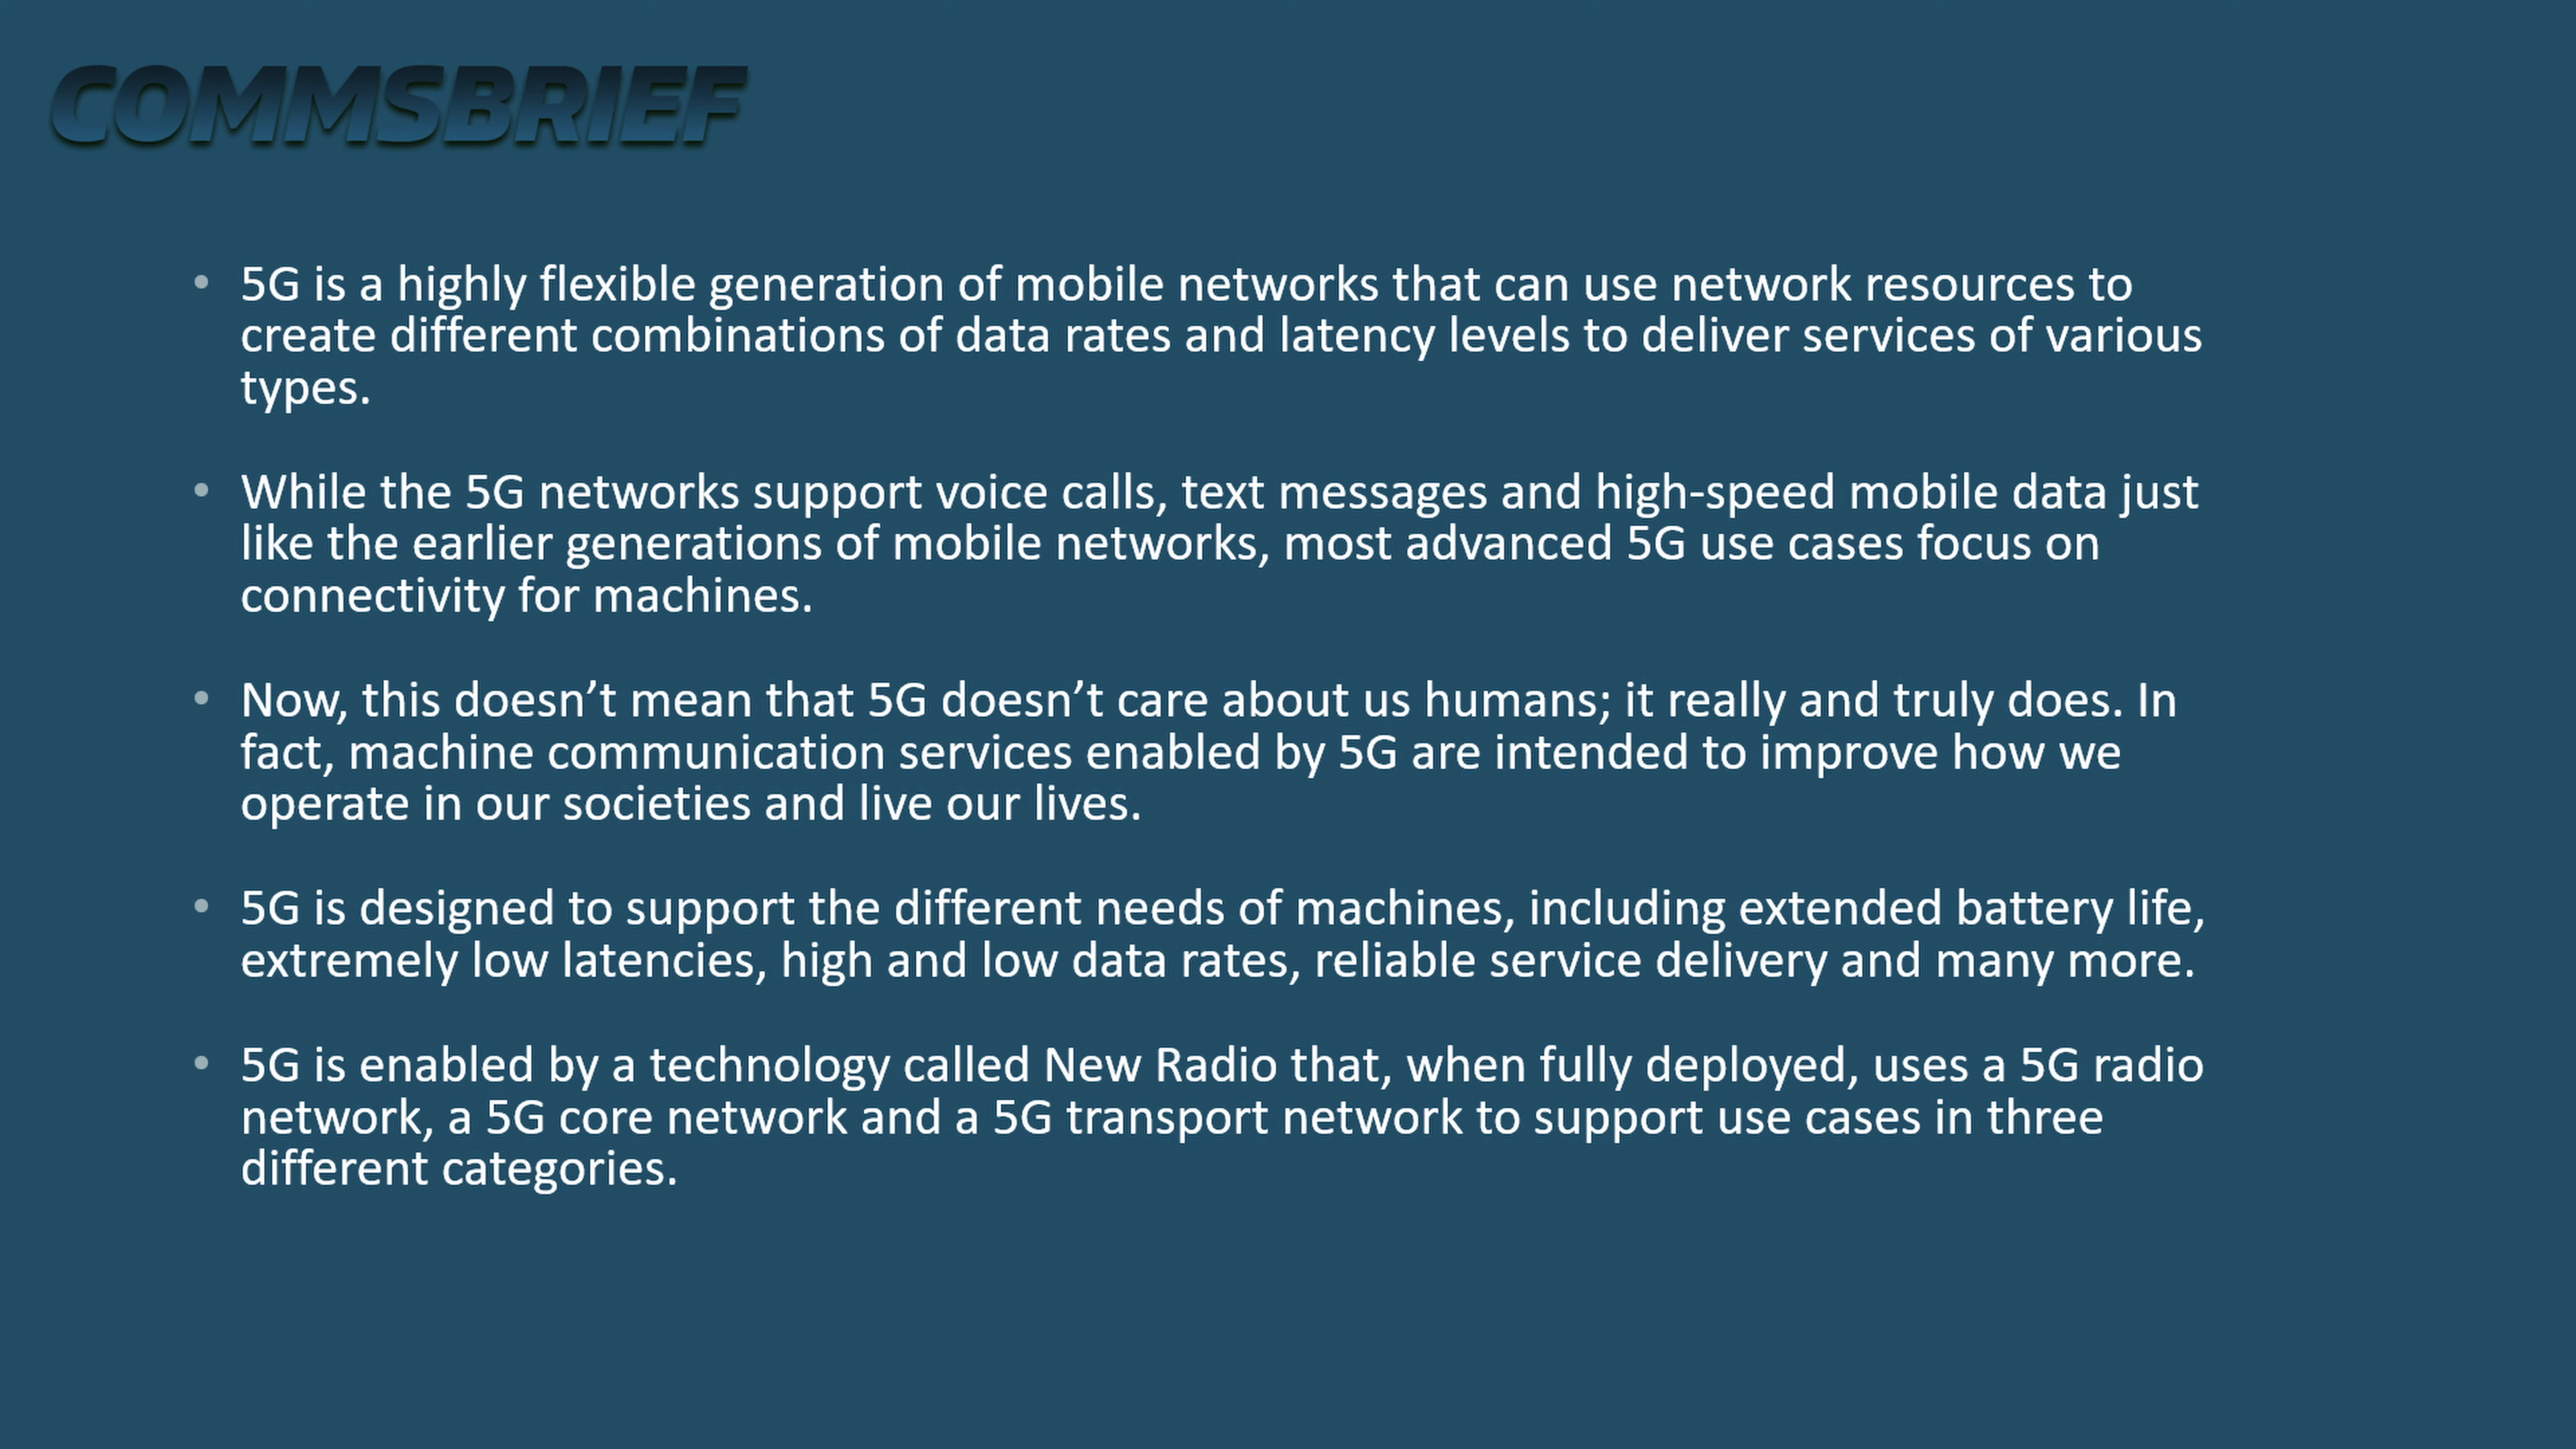 COMMSBRIEF
• 5G is a highly flexible generation of mobile networks that can use network resources to
create different combinations of data rates and latency levels to deliver services of various
types.
• While the 5G networks support voice calls, text messages and high-speed mobile data just
like the earlier generations of mobile networks, most advanced 5G use cases focus on
connectivity for machines.
• Now, this doesn’t mean that 5G doesn’t care about us humans; it really and truly does. In
fact, machine communication services enabled by 5G are intended to improve how we
operate in our societies and live our lives.
• 5G is designed to support the different needs of machines, including extended battery life,
extremely low latencies, high and low data rates, reliable service delivery and many more.
• 5G is enabled by a technology called New Radio that, when fully deployed, uses a 5G radio
network, a 5G core network and a 5G transport network to support use cases in three
different categories.